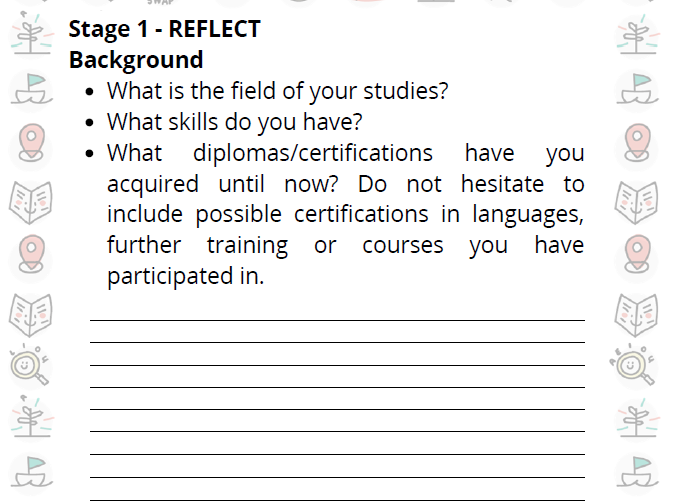 SWAP
Stage 1 - REFLECT
Background
• What is the field of your studies?
• What skills do you have?
• What diplomas/certifications have you
acquired until now? Do not hesitate to
include possible certifications in languages,
further training or courses you have
participated in.